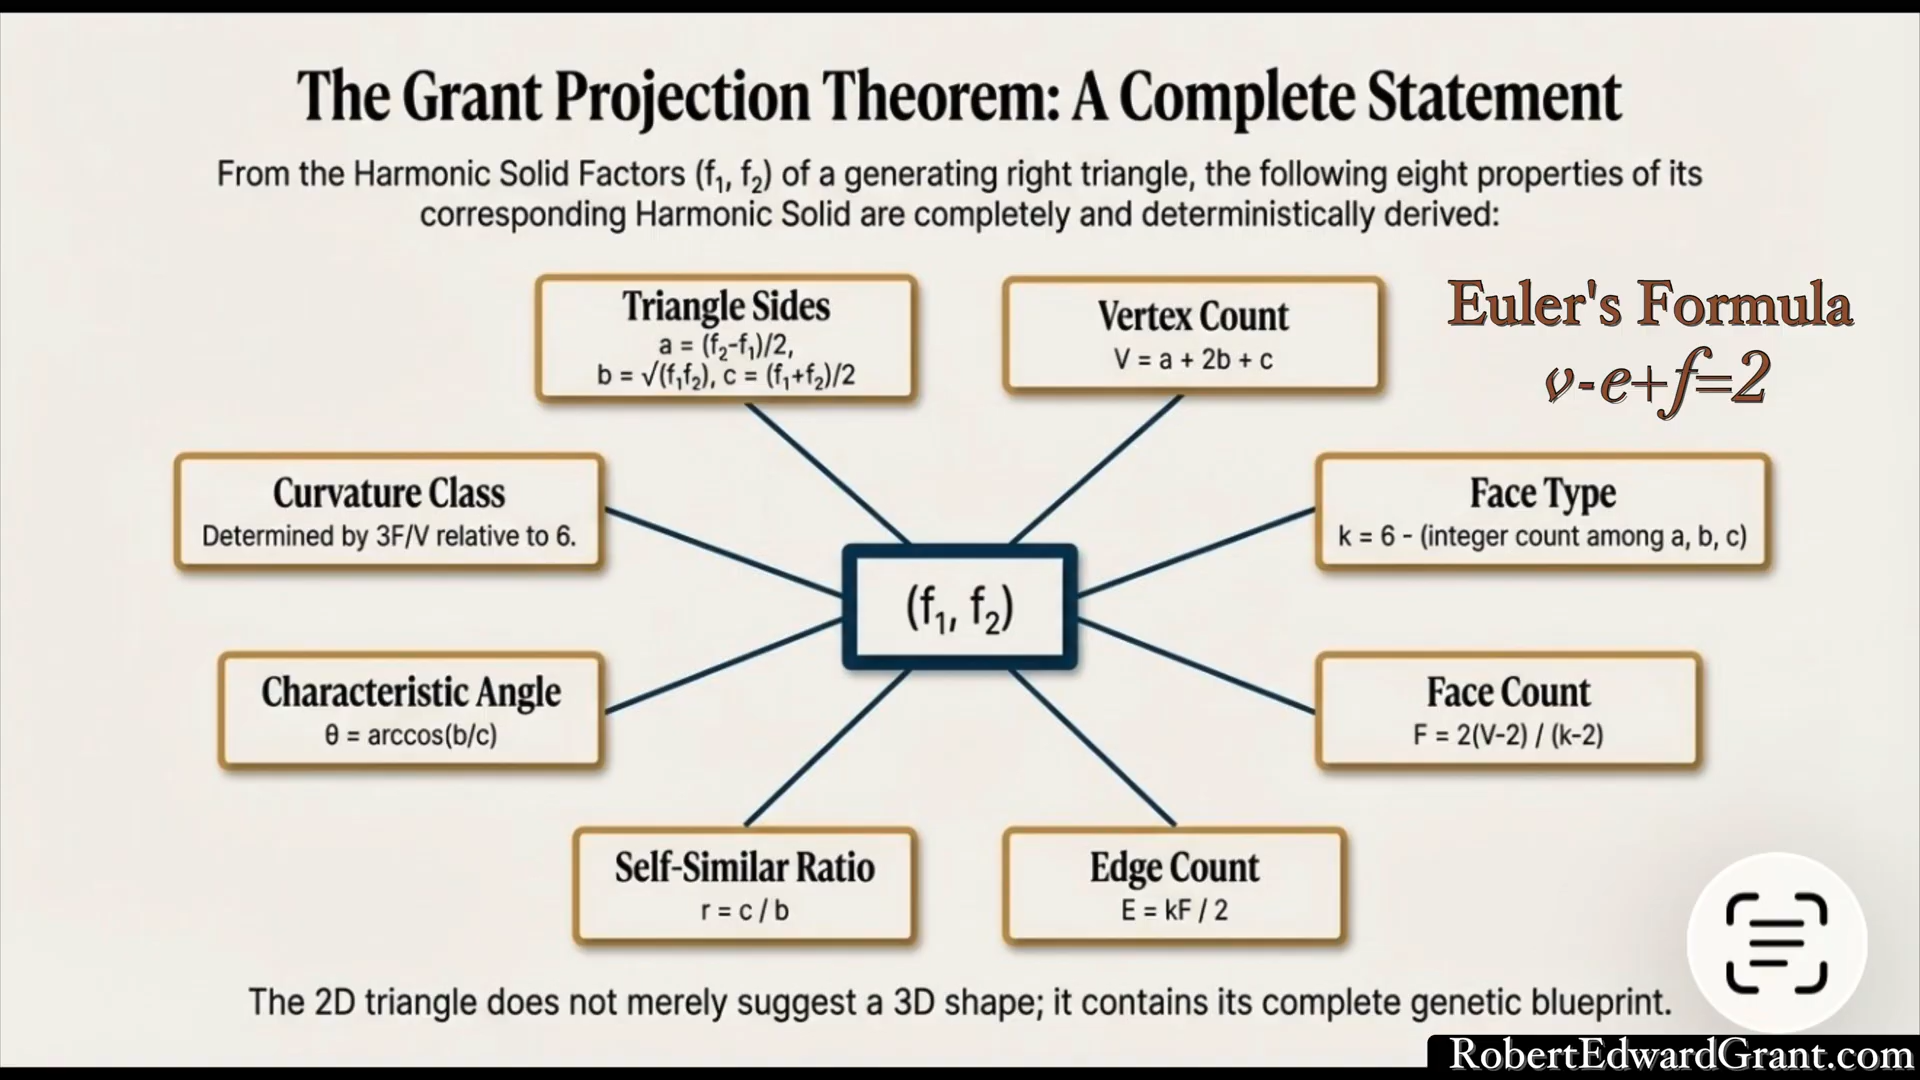 The Grant Projection Theorem: A Complete Statement
From the Harmonic Solid Factors (f₁, f₂) of a generating right triangle, the following eight properties of its
corresponding Harmonic Solid are completely and deterministically derived:
Triangle Sides
a = (f₂-f₁)/2,
b = √(f₁f₂), c = (f₁+f₂)/2
Vertex Count
V = a + 2b + c
Euler's Formula
v-e+f=2
Curvature Class
Determined by 3F/V relative to 6.
Face Type
k = 6 - (integer count among a, b, c)
(f₁, f₂)
Characteristic Angle
θ = arccos(b/c)
Face Count
F = 2(V-2) / (k-2)
Self-Similar Ratio
r = c / b
Edge Count
E = kF / 2
The 2D triangle does not merely suggest a 3D shape; it contains its complete genetic blueprint.
RobertEdwardGrant.com